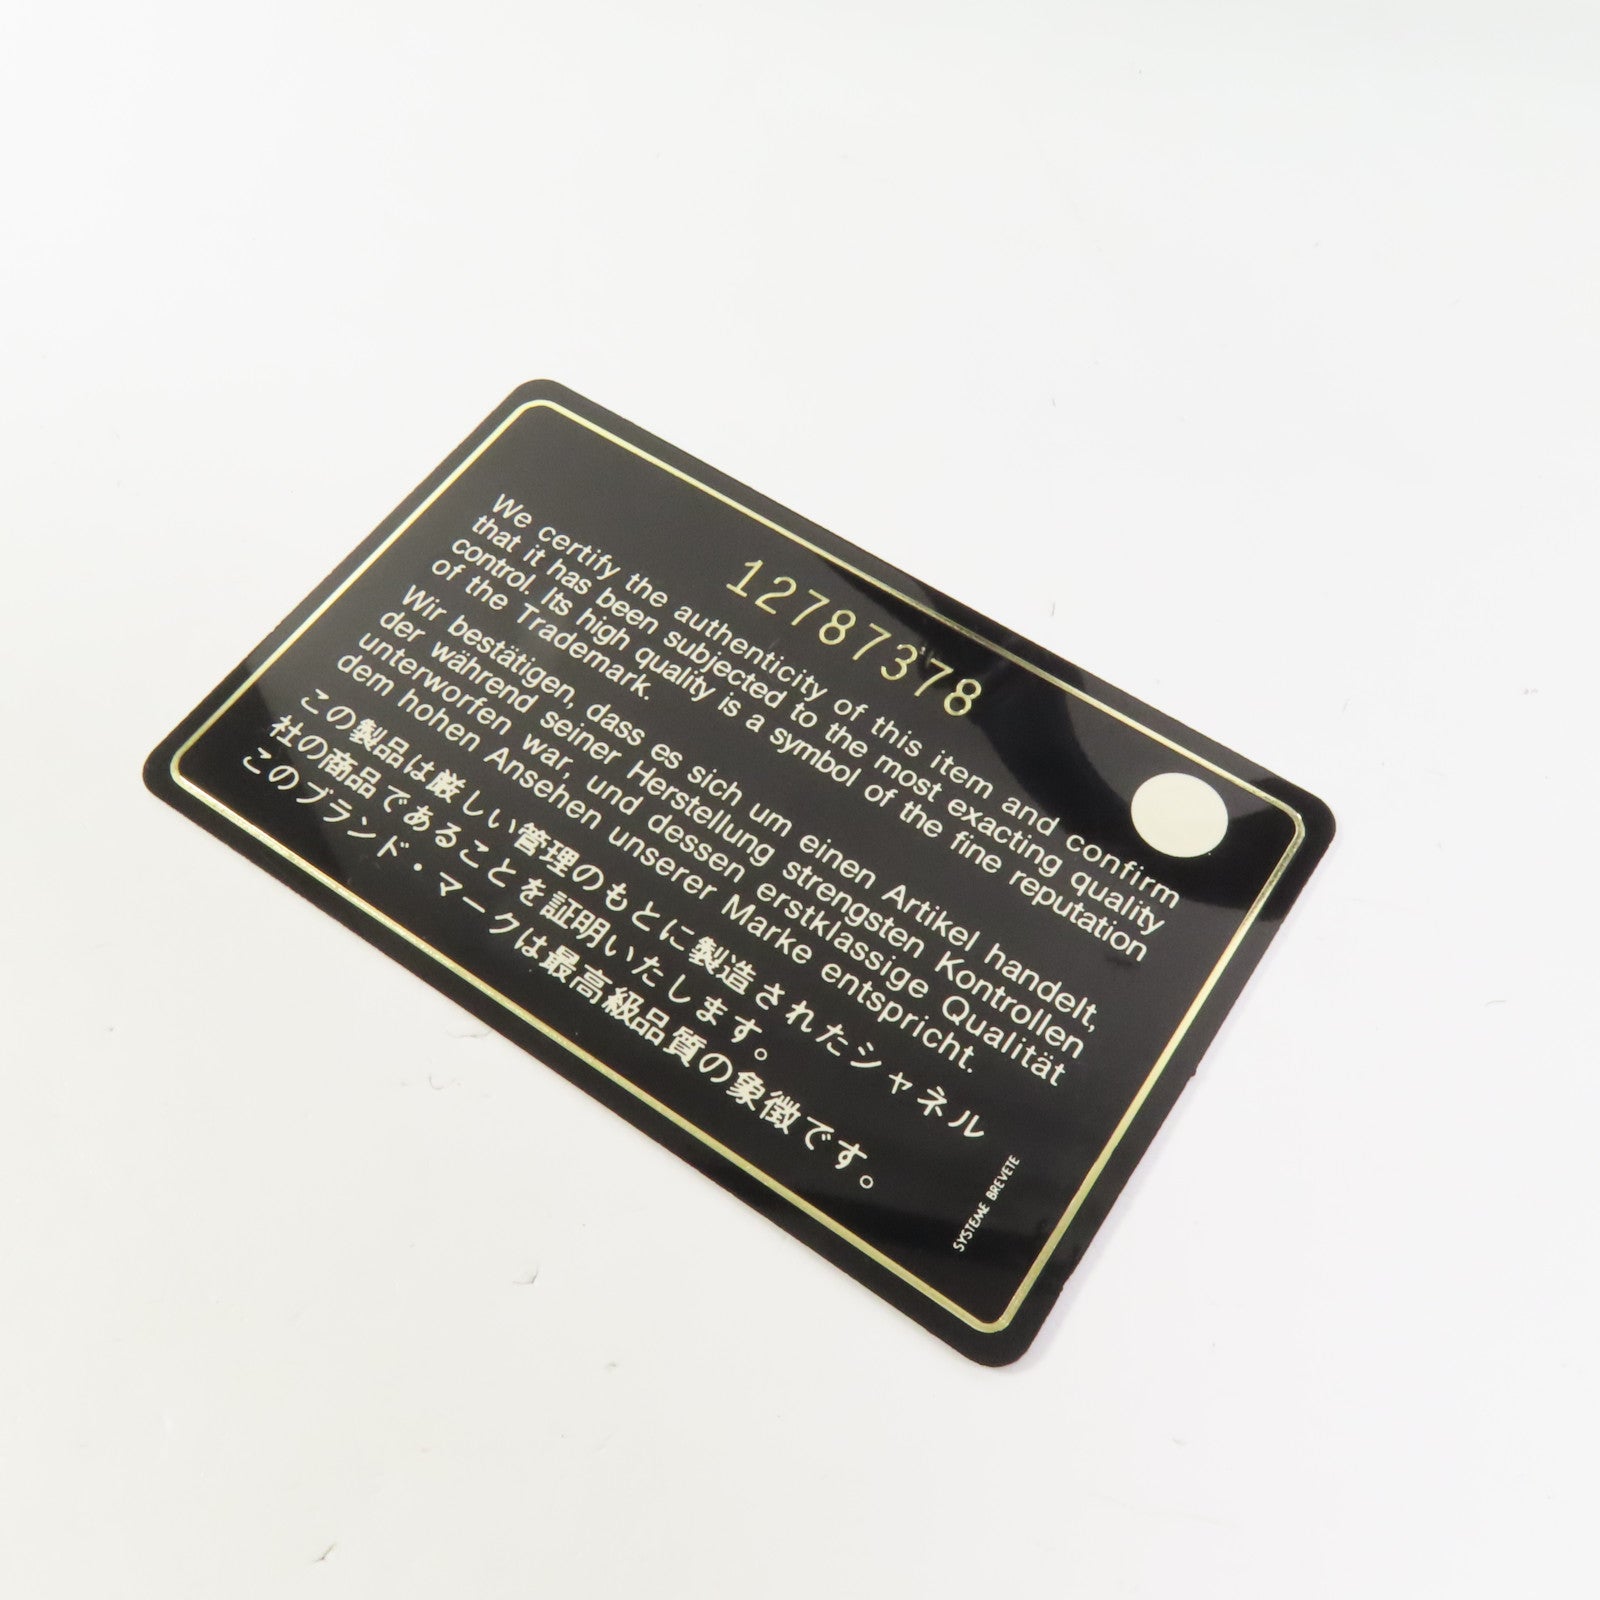 12787378
We certify the authenticity of this item and confirm
that it has been subjected to the most exacting quality
control. Its high quality is a symbol of the fine reputation
of the Trademark.
Wir bestätigen, dass es sich um einen Artikel handelt,
der während seiner Herstellung strengsten Kontrollen
unterworfen war, und dessen erstklassige Qualität
dem hohen Ansehen unserer Marke entspricht.
この製品は厳しい管理のもとに製造されたシャネル
社の商品であることを証明いたします。
このブランド・マークは最高級品質の象徴です。
SYSTEME BREVETE